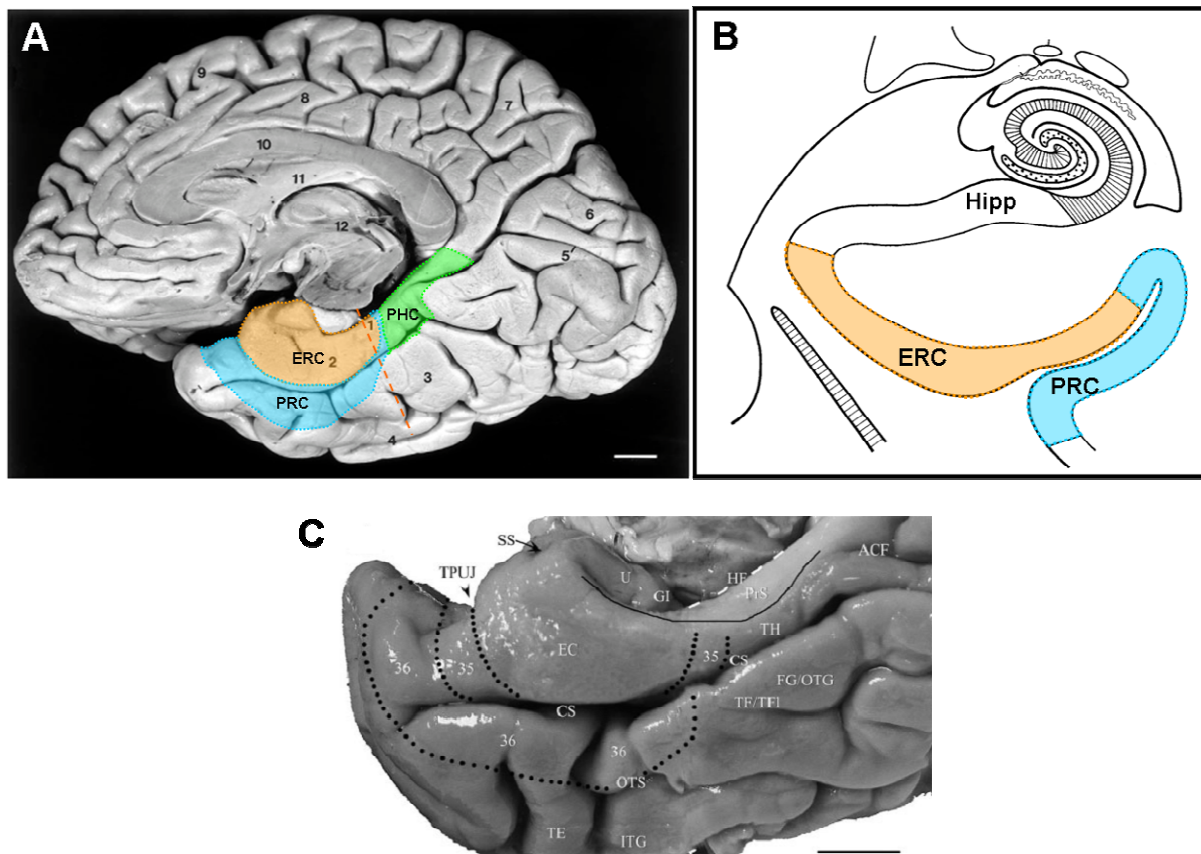 A
9
8
7
10
11
6
12
5'
PHC
1
ERC 2
3
PRC
4
B
Hipp
ERC
PRC
C
SS
TPUJ
U
HF
ACF
GI
PrS
TH
EC
36
35
35
CS
FG/OTG
TF/TFl
CS
36
36
OTS
TE
ITG